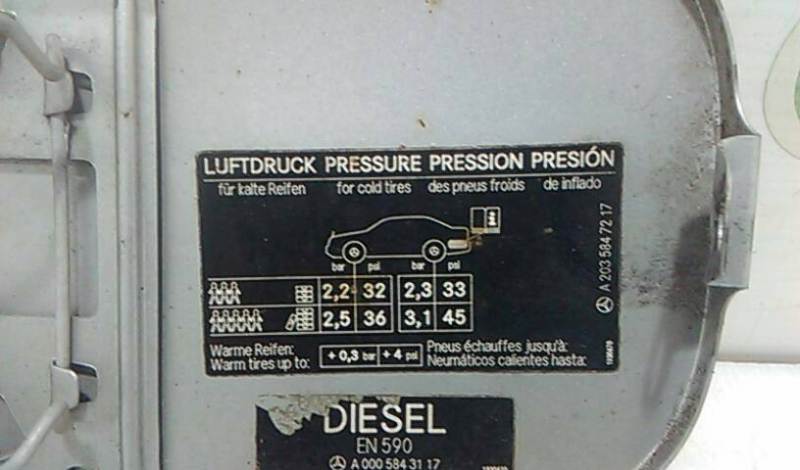 LUFTDRUCK PRESSURE PRESSION PRESIÓN
für kalte Reifen for cold tires des pneus froids de inflado
bar psi bar psi
2,2 32 2,3 33
2,5 36 3,1 45
Warme Reifen: Pneus échauffes jusqu'à:
Warm tires up to: + 0,3 bar + 4 psi Neumáticos calientes hasta:
A 203 584 72 17
DIESEL
EN 590
A 000 584 31 17